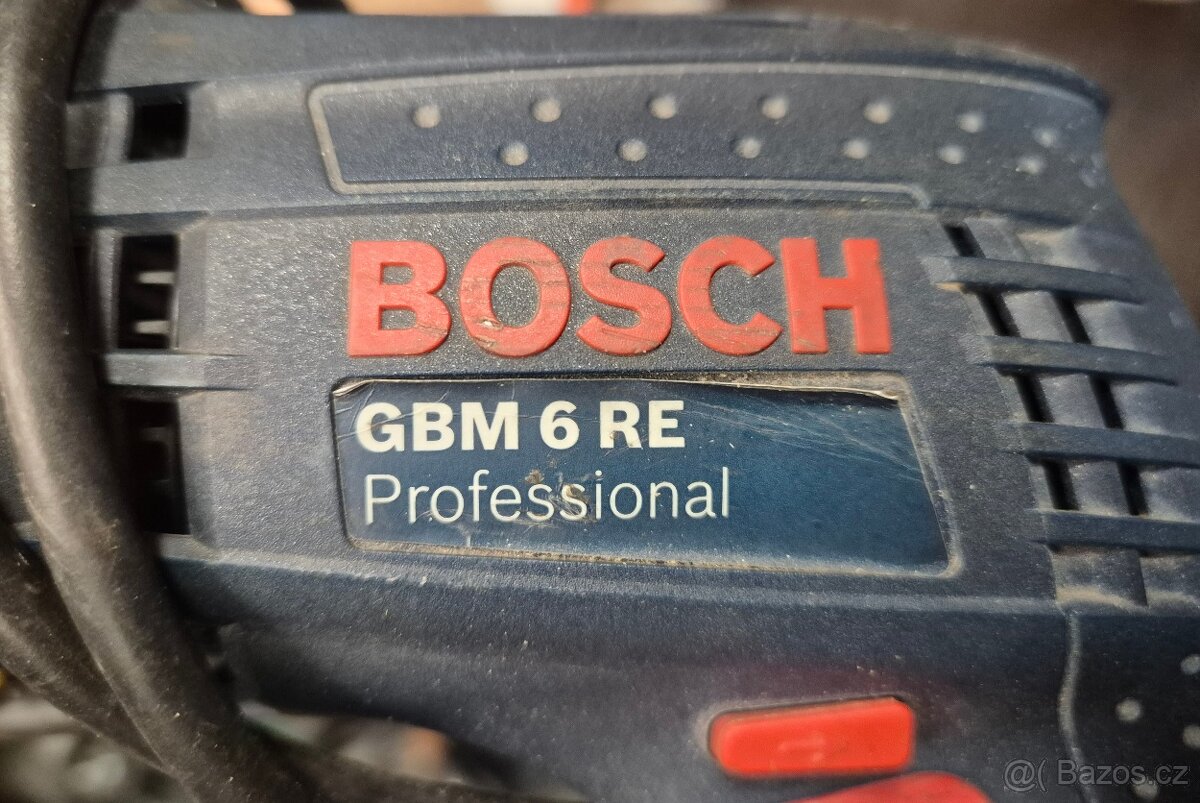 BOSCH
GBM 6 RE
Professional
@( Bazos.cz